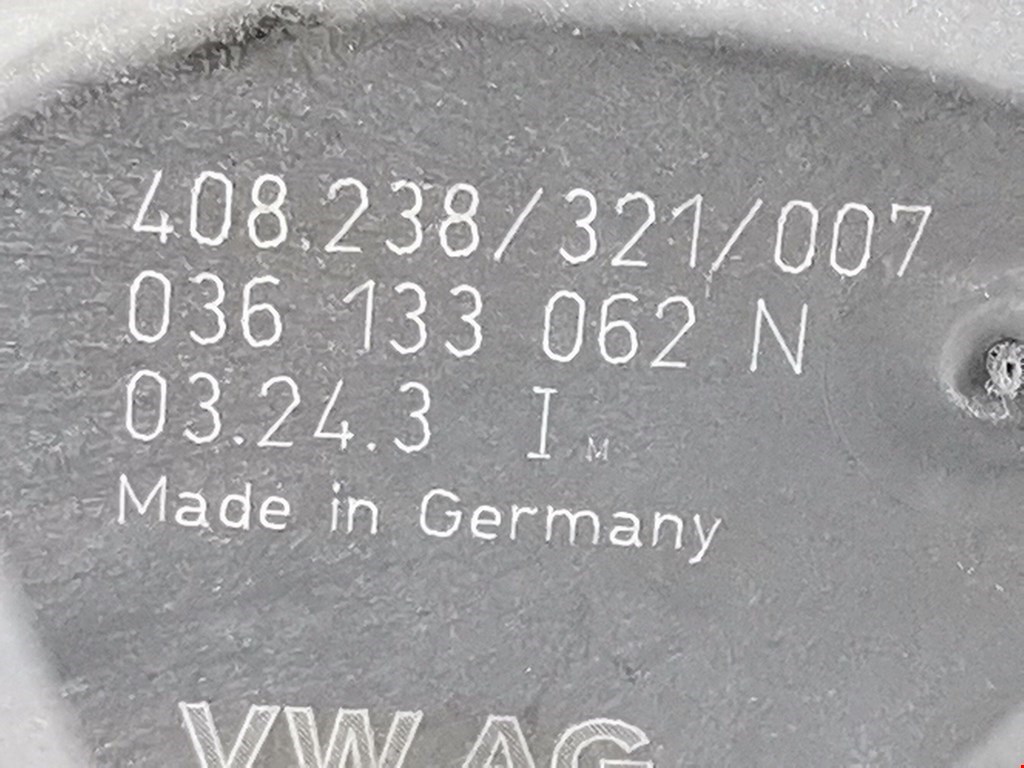 408.238/321/007
036 133 062 N
03.24.3 I M
Made in Germany
VW AG